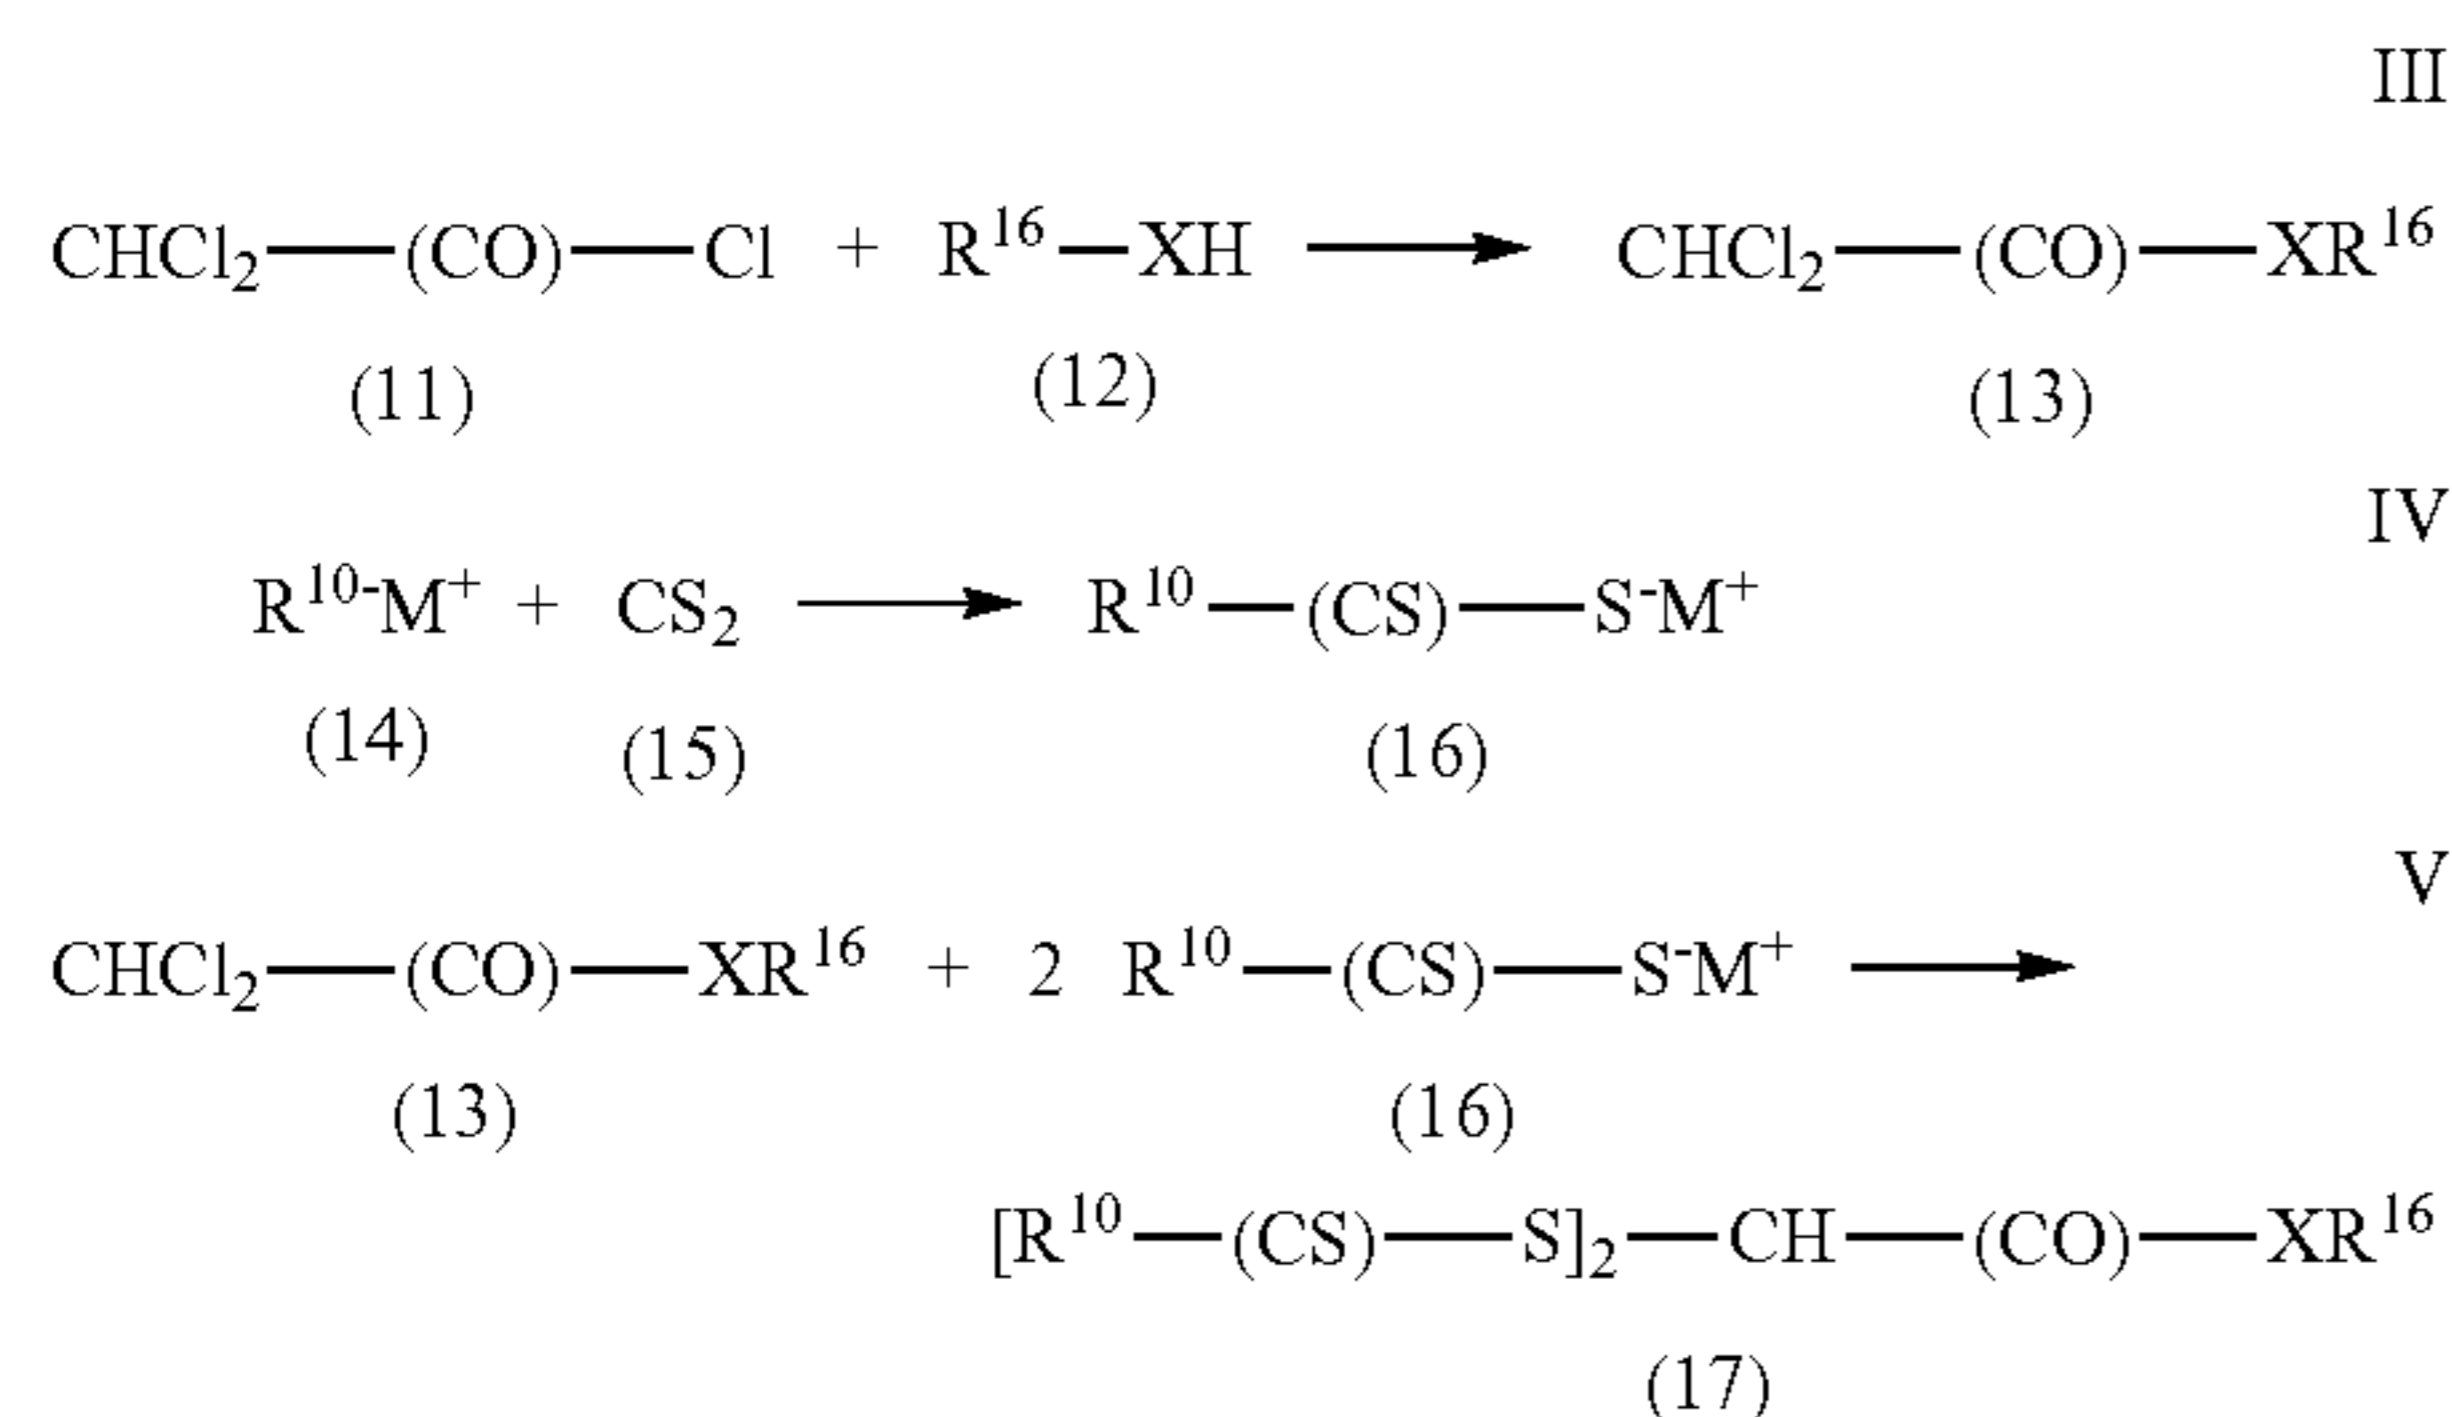 III
CHCl₂—(CO)—Cl + R¹⁶—XH ⟶ CHCl₂—(CO)—XR¹⁶
(11) (12) (13)
IV
R¹⁰⁻M⁺ + CS₂ ⟶ R¹⁰—(CS)—S⁻M⁺
(14) (15) (16)
V
CHCl₂—(CO)—XR¹⁶ + 2 R¹⁰—(CS)—S⁻M⁺ ⟶
(13) (16)
[R¹⁰—(CS)—S]₂—CH—(CO)—XR¹⁶
(17)